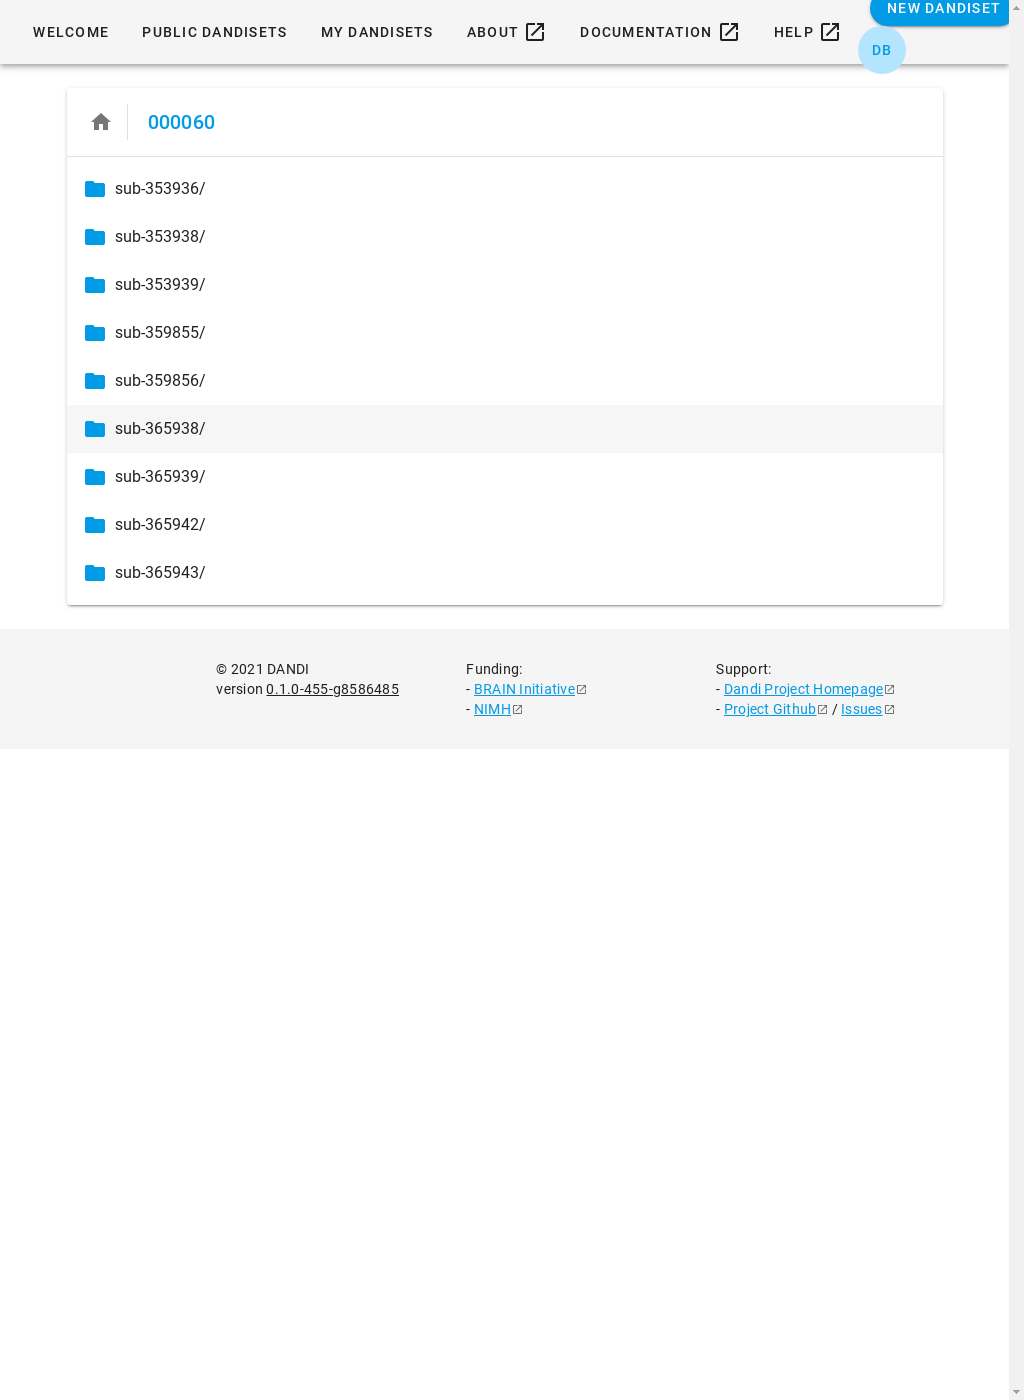 NEW DANDISET
WELCOME PUBLIC DANDISETS MY DANDISETS ABOUT DOCUMENTATION HELP
DB
000060
sub-353936/
sub-353938/
sub-353939/
sub-359855/
sub-359856/
sub-365938/
sub-365939/
sub-365942/
sub-365943/
© 2021 DANDI
version 0.1.0-455-g8586485
Funding:
- BRAIN Initiative
- NIMH
Support:
- Dandi Project Homepage
- Project Github / Issues